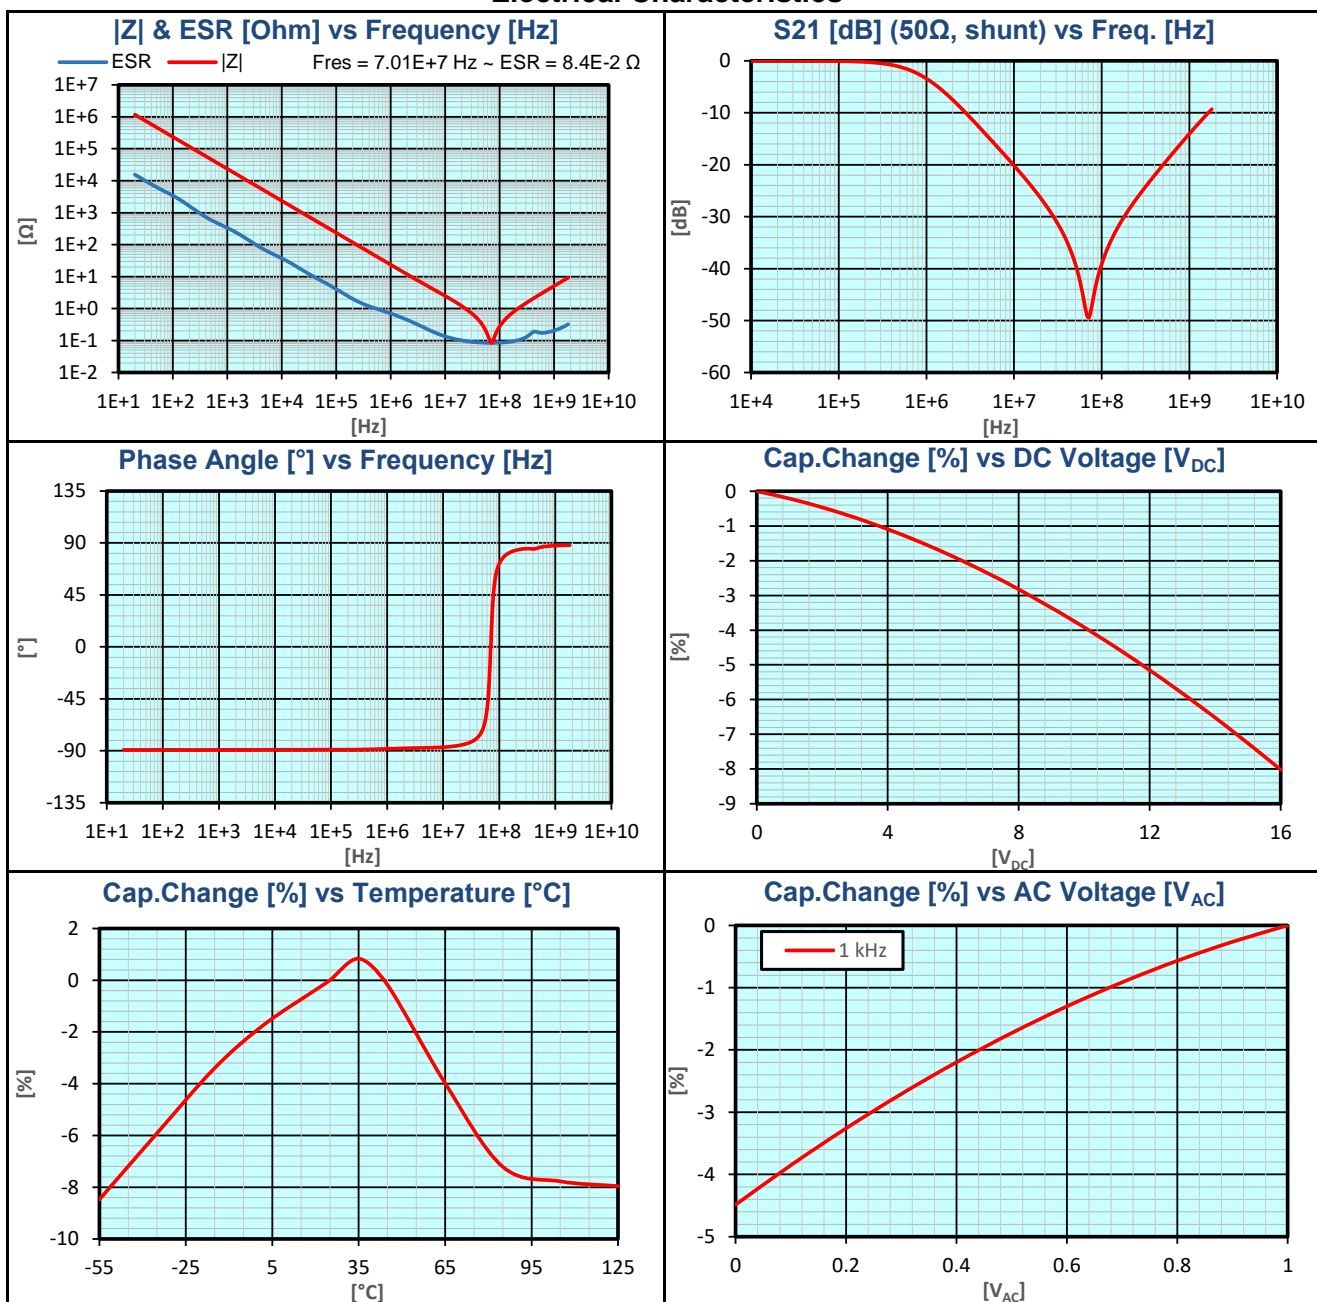 Electrical Characteristics
|Z| & ESR [Ohm] vs Frequency [Hz]
ESR |Z| Fres = 7.01E+7 Hz ~ ESR = 8.4E-2 Ω
1E+7
1E+6
1E+5
1E+4
1E+3
1E+2
1E+1
1E+0
1E-1
1E-2
[Ω]
1E+1 1E+2 1E+3 1E+4 1E+5 1E+6 1E+7 1E+8 1E+9 1E+10
[Hz]
S21 [dB] (50Ω, shunt) vs Freq. [Hz]
0
-10
-20
-30
-40
-50
-60
[dB]
1E+4 1E+5 1E+6 1E+7 1E+8 1E+9 1E+10
[Hz]
Phase Angle [°] vs Frequency [Hz]
135
90
45
0
-45
-90
-135
[°]
1E+1 1E+2 1E+3 1E+4 1E+5 1E+6 1E+7 1E+8 1E+9 1E+10
[Hz]
Cap.Change [%] vs DC Voltage [VDC]
0
-1
-2
-3
-4
-5
-6
-7
-8
-9
[%]
0 4 8 12 16
[VDC]
Cap.Change [%] vs Temperature [°C]
2
0
-2
-4
-6
-8
-10
[%]
-55 -25 5 35 65 95 125
[°C]
Cap.Change [%] vs AC Voltage [VAC]
1 kHz
0
-1
-2
-3
-4
-5
[%]
0 0.2 0.4 0.6 0.8 1
[VAC]